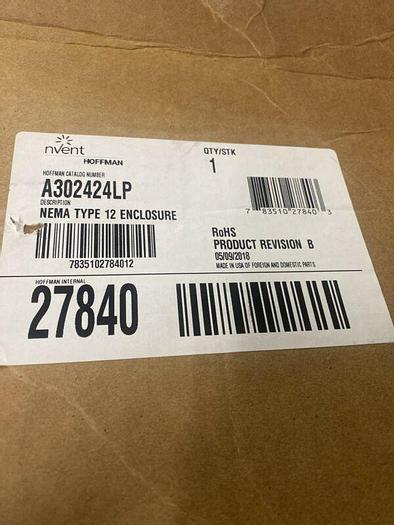 nVent
HOFFMAN
HOFFMAN CATALOG NUMBER
A302424LP
DESCRIPTION
NEMA TYPE 12 ENCLOSURE
7835102784012
QTY/STK
1
7 83510 27840 3
RoHS
PRODUCT REVISION B
05/09/2018
MADE IN USA OF FOREIGN AND DOMESTIC PARTS
HOFFMAN INTERNAL
27840